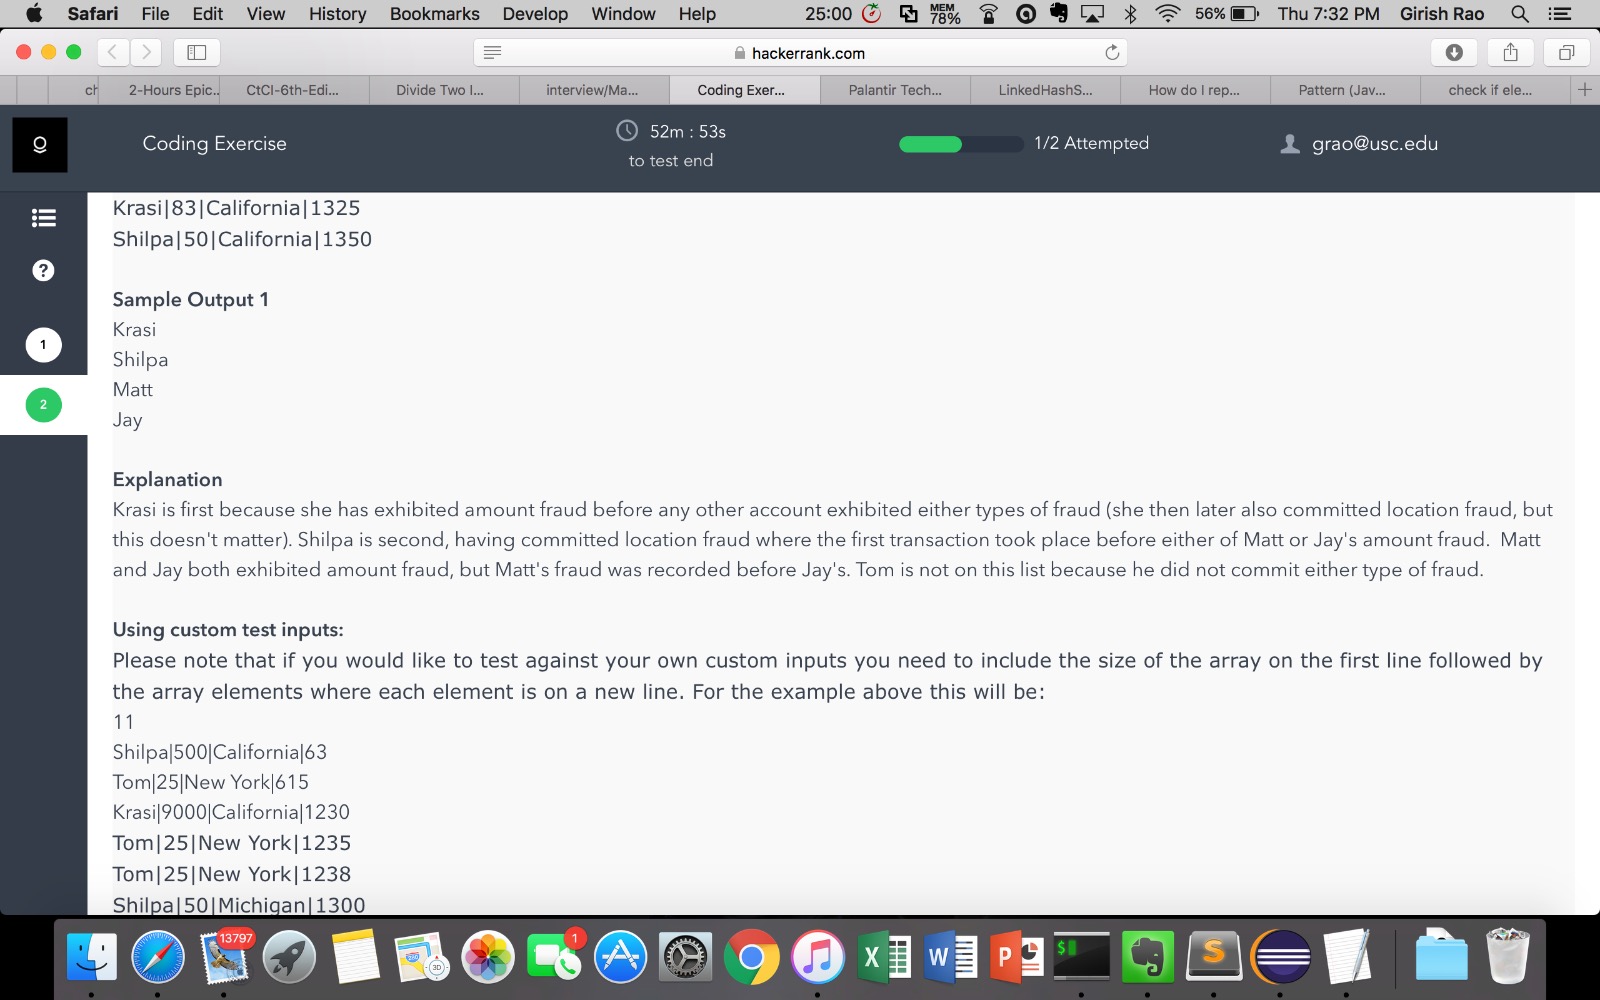 Safari File Edit View History Bookmarks Develop Window Help 25:00 MEM 78% 56% Thu 7:32 PM Girish Rao
hackerrank.com
ch 2-Hours Epic... CtCI-6th-Edi... Divide Two I... interview/Ma... Coding Exer... Palantir Tech... LinkedHashS... How do I rep... Pattern (Jav... check if ele...
Coding Exercise
52m : 53s
to test end
1/2 Attempted
grao@usc.edu
1
2
Krasi|83|California|1325
Shilpa|50|California|1350
Sample Output 1
Krasi
Shilpa
Matt
Jay
Explanation
Krasi is first because she has exhibited amount fraud before any other account exhibited either types of fraud (she then later also committed location fraud, but
this doesn't matter). Shilpa is second, having committed location fraud where the first transaction took place before either of Matt or Jay's amount fraud. Matt
and Jay both exhibited amount fraud, but Matt's fraud was recorded before Jay's. Tom is not on this list because he did not commit either type of fraud.
Using custom test inputs:
Please note that if you would like to test against your own custom inputs you need to include the size of the array on the first line followed by
the array elements where each element is on a new line. For the example above this will be:
11
Shilpa|500|California|63
Tom|25|New York|615
Krasi|9000|California|1230
Tom|25|New York|1235
Tom|25|New York|1238
Shilpa|50|Michigan|1300
13797
3D
1
$